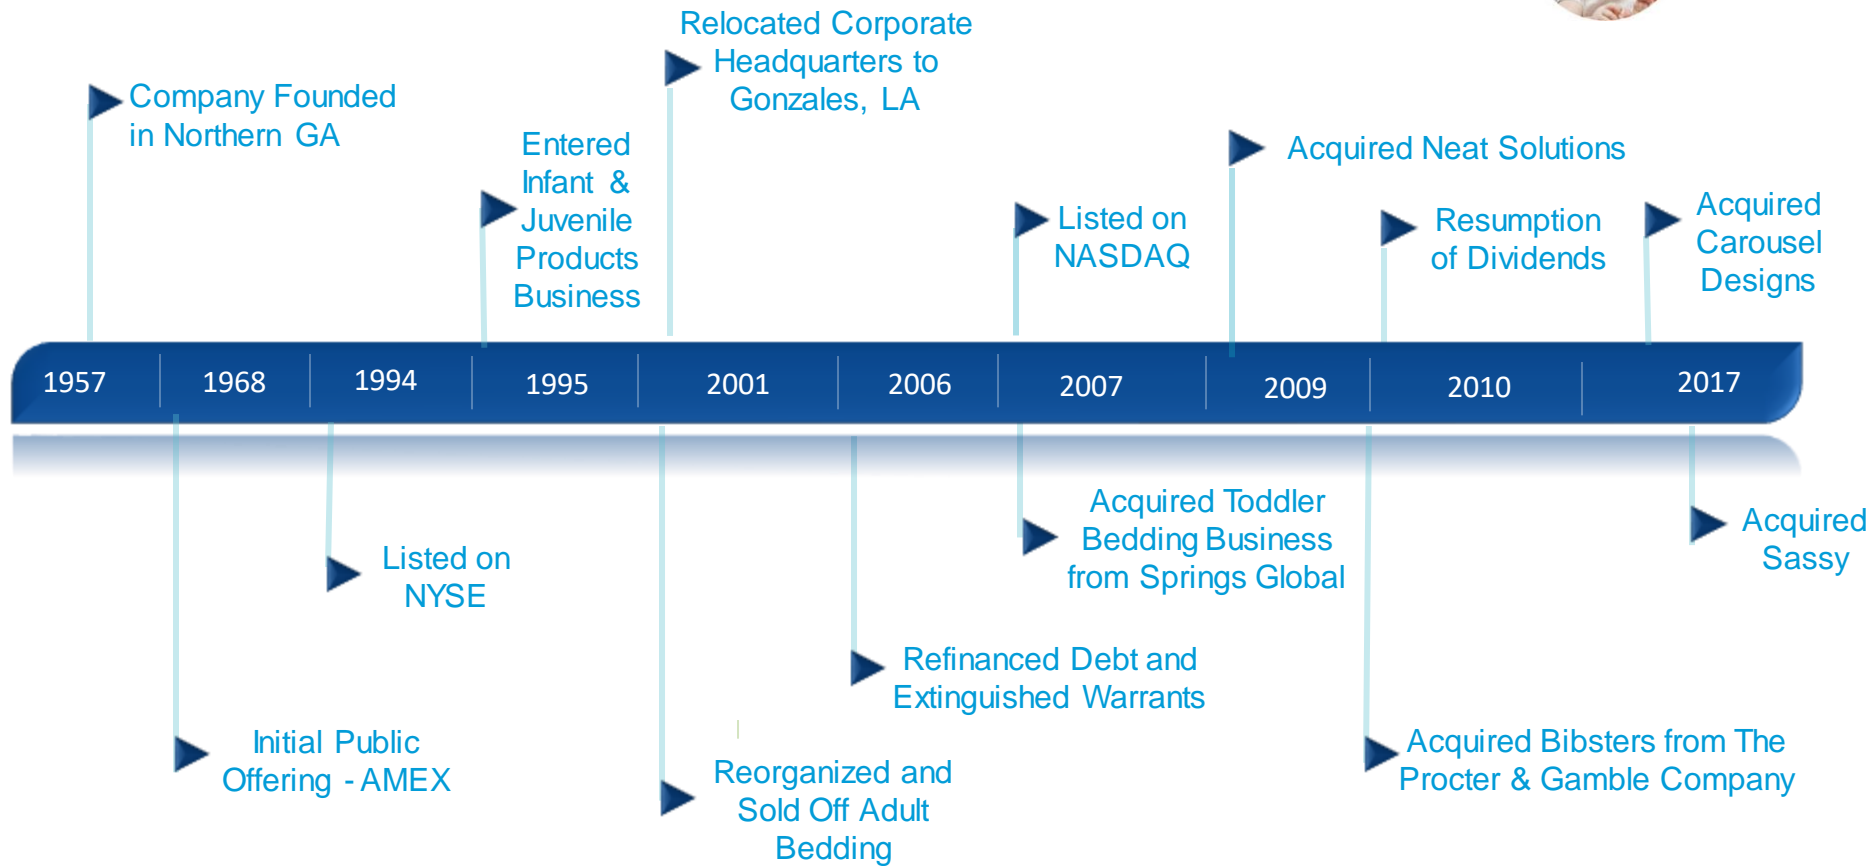 Relocated Corporate
Headquarters to
Gonzales, LA
Company Founded
in Northern GA
Entered
Infant &
Juvenile
Products
Business
Acquired Neat Solutions
Listed on
NASDAQ
Resumption
of Dividends
Acquired
Carousel
Designs
1957
1968
1994
1995
2001
2006
2007
2009
2010
2017
Acquired Toddler
Bedding Business
from Springs Global
Acquired
Sassy
Listed on
NYSE
Refinanced Debt and
Extinguished Warrants
Initial Public
Offering - AMEX
Acquired Bibsters from The
Procter & Gamble Company
Reorganized and
Sold Off Adult
Bedding